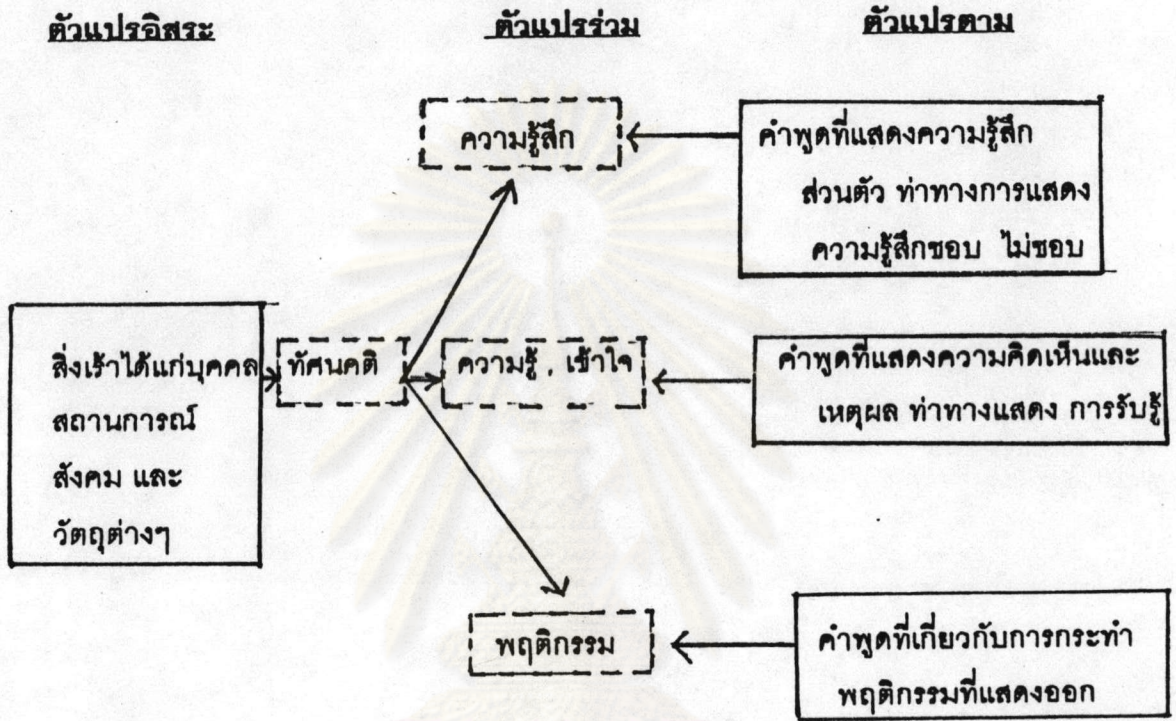 ตัวแปรอิสระ
ตัวแปรร่วม
ตัวแปรตาม
ความรู้สึก
คำพูดที่แสดงความรู้สึก
ส่วนตัว ท่าทางการแสดง
ความรู้สึกชอบ ไม่ชอบ
สิ่งเร้าได้แก่บุคคล
สถานการณ์
สังคม และ
วัตถุต่างๆ
ทัศนคติ
ความรู้ , เข้าใจ
คำพูดที่แสดงความคิดเห็นและ
เหตุผล ท่าทางแสดง การรับรู้
พฤติกรรม
คำพูดที่เกี่ยวกับการกระทำ
พฤติกรรมที่แสดงออก